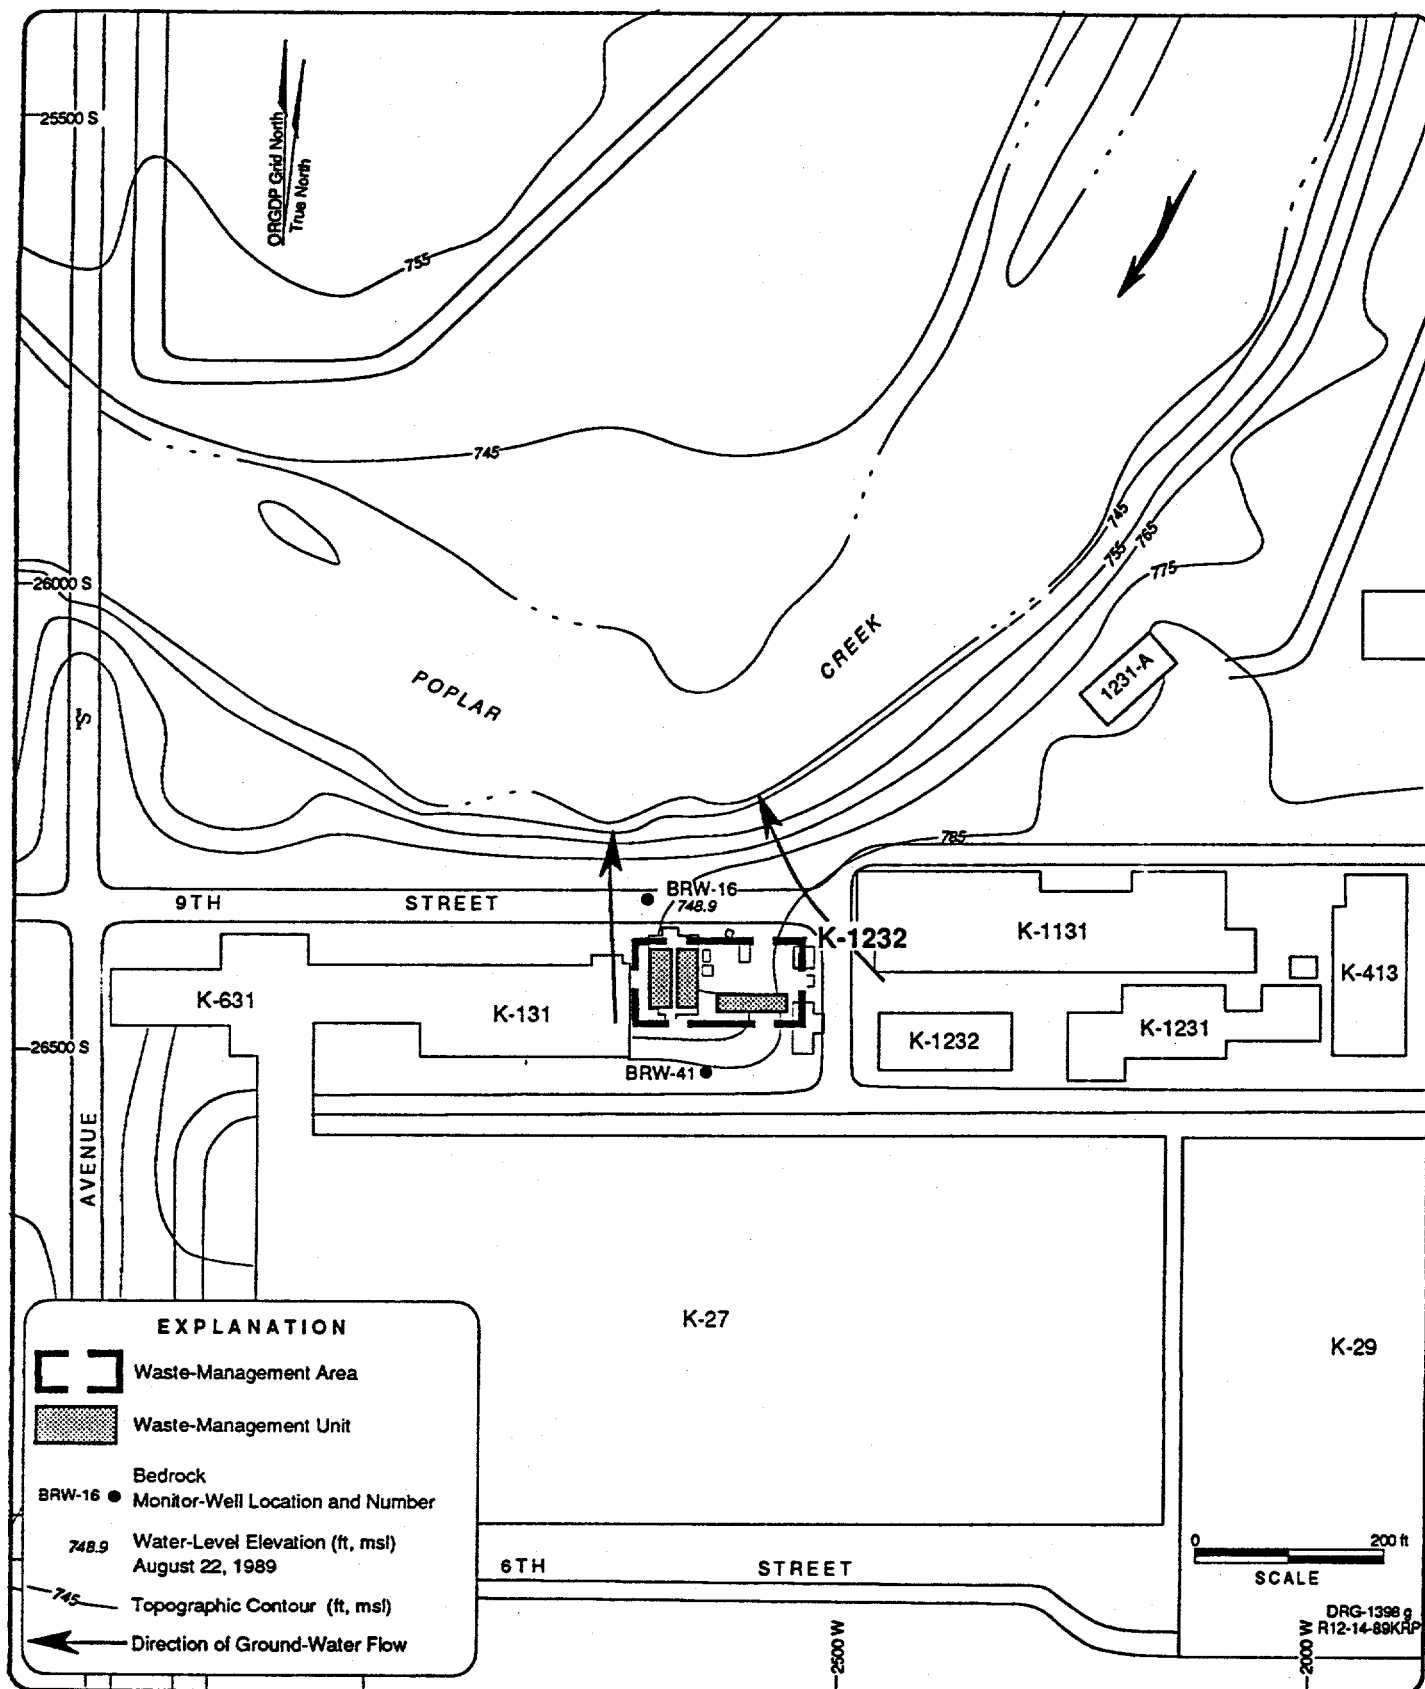 25500 S
ORGDP Grid North
True North
755
745
745
755
765
775
26000 S
POPLAR
CREEK
1231-A
785
9TH STREET
BRW-16
748.9
K-1232
K-1131
K-413
K-631
K-131
K-1232
K-1231
26500 S
BRW-41
AVENUE
K-27
K-29
EXPLANATION
Waste-Management Area
Waste-Management Unit
Bedrock
BRW-16 Monitor-Well Location and Number
748.9 Water-Level Elevation (ft, msl)
August 22, 1989
745 Topographic Contour (ft, msl)
Direction of Ground-Water Flow
6TH STREET
0 200 ft
SCALE
DRG-1398 g
R12-14-89KRP
2500 W
2000 W